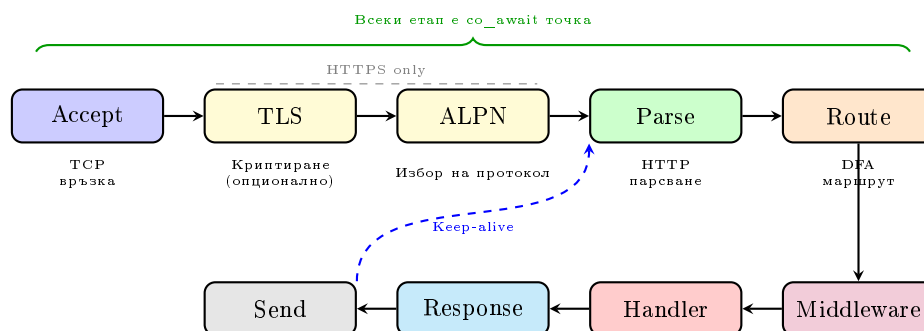 Всеки етап е co_await точка
HTTPS only
Accept
TLS
ALPN
Parse
Route
TCP
връзка
Криптиране
(опционално)
Избор на протокол
HTTP
парсване
DFA
маршрут
Keep-alive
Send
Response
Handler
Middleware